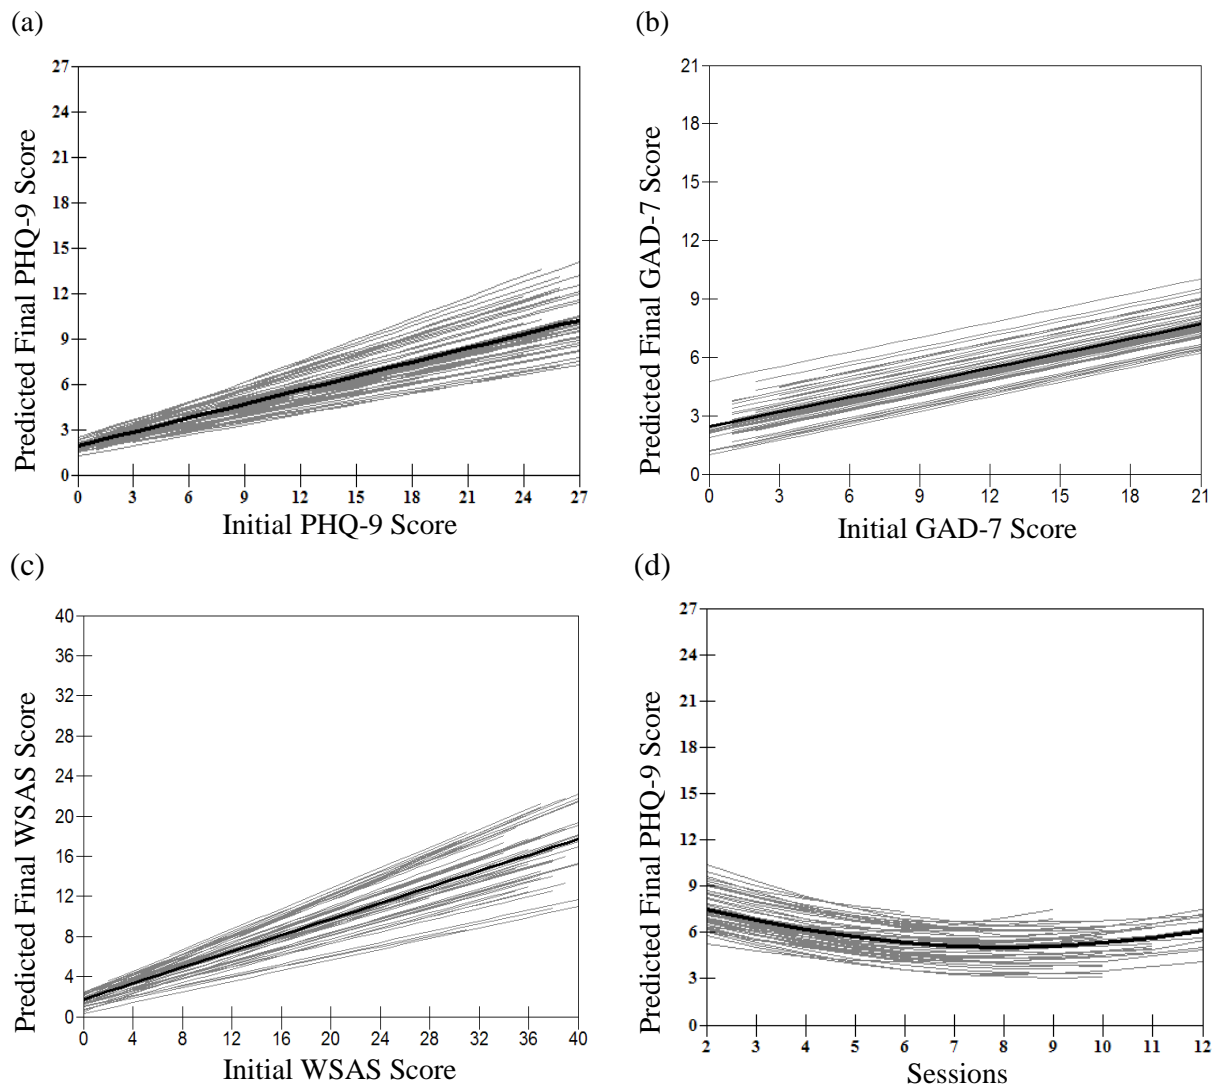 (a)
27
24
21
18
15
12
9
6
3
0
0 3 6 9 12 15 18 21 24 27
Predicted Final PHQ-9 Score
Initial PHQ-9 Score
(b)
21
18
15
12
9
6
3
0
0 3 6 9 12 15 18 21
Predicted Final GAD-7 Score
Initial GAD-7 Score
(c)
40
36
32
28
24
20
16
12
8
4
0
0 4 8 12 16 20 24 28 32 36 40
Predicted Final WSAS Score
Initial WSAS Score
(d)
27
24
21
18
15
12
9
6
3
0
2 3 4 5 6 7 8 9 10 11 12
Predicted Final PHQ-9 Score
Sessions